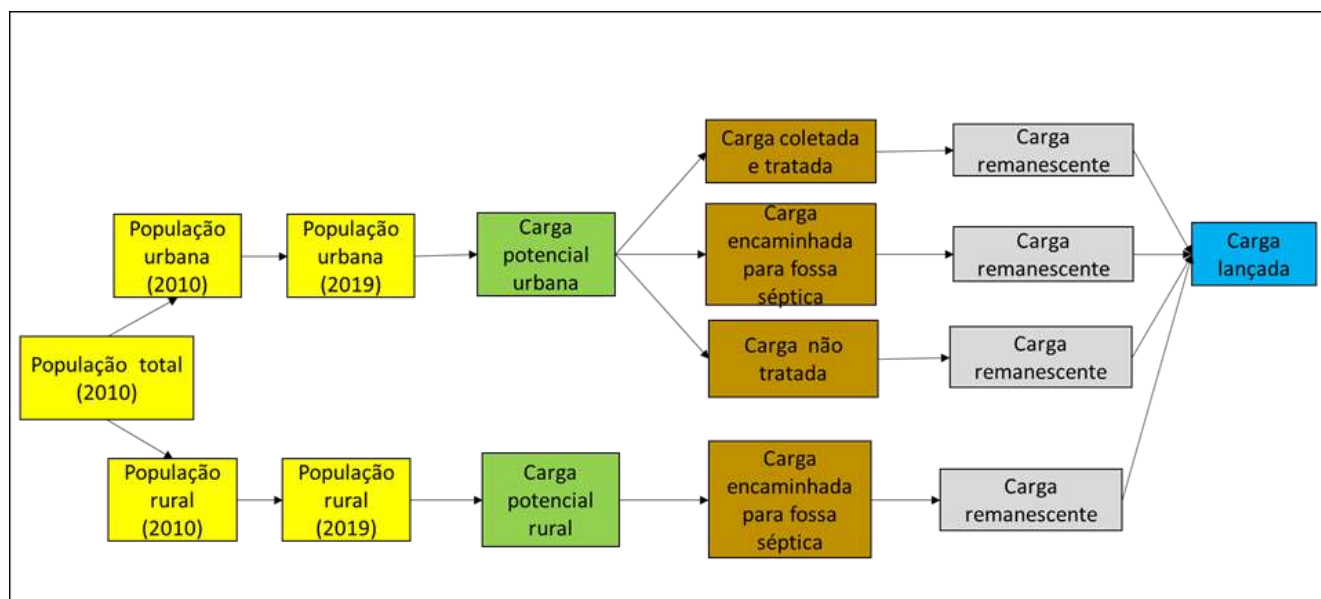 Carga coletada
e tratada
Carga
remanescente
População
urbana
(2010)
População
urbana
(2019)
Carga
potencial
urbana
Carga
encaminhada
para fossa
séptica
Carga
remanescente
Carga
lançada
População total
(2010)
Carga não
tratada
Carga
remanescente
População
rural
(2010)
População
rural
(2019)
Carga
potencial
rural
Carga
encaminhada
para fossa
séptica
Carga
remanescente